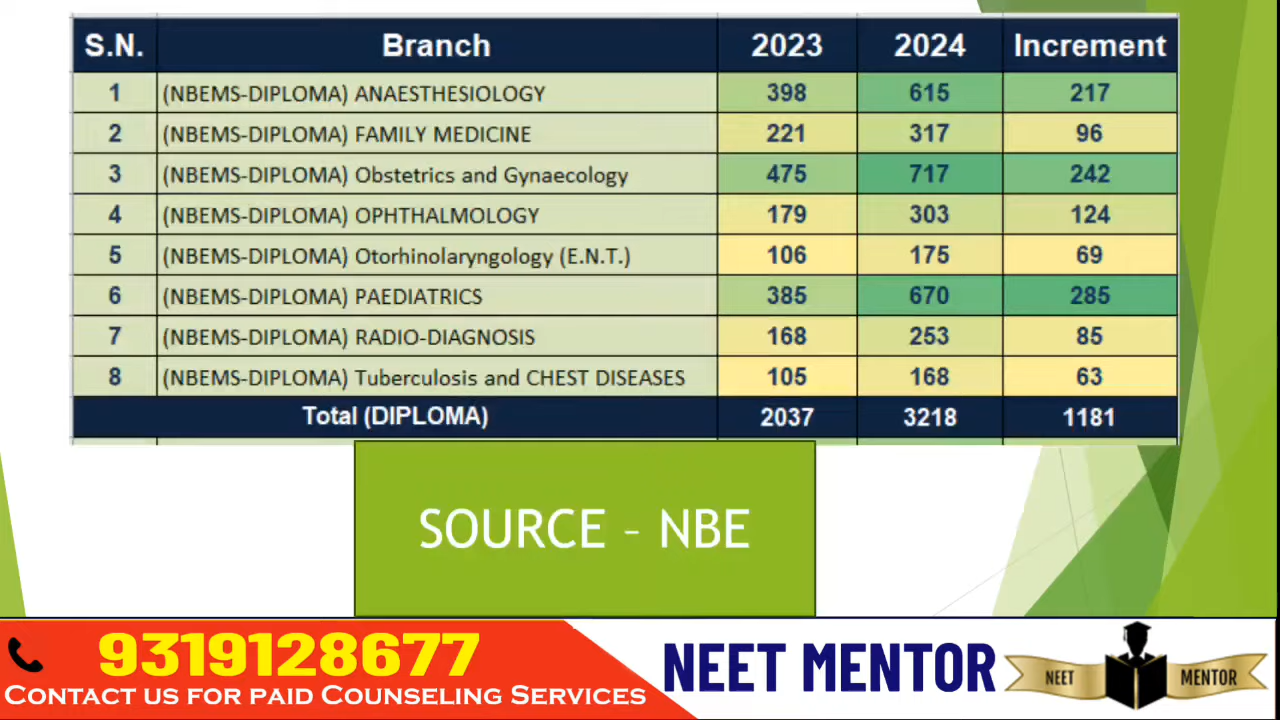 S.N. Branch 2023 2024 Increment
1 (NBEMS-DIPLOMA) ANAESTHESIOLOGY 398 615 217
2 (NBEMS-DIPLOMA) FAMILY MEDICINE 221 317 96
3 (NBEMS-DIPLOMA) Obstetrics and Gynaecology 475 717 242
4 (NBEMS-DIPLOMA) OPHTHALMOLOGY 179 303 124
5 (NBEMS-DIPLOMA) Otorhinolaryngology (E.N.T.) 106 175 69
6 (NBEMS-DIPLOMA) PAEDIATRICS 385 670 285
7 (NBEMS-DIPLOMA) RADIO-DIAGNOSIS 168 253 85
8 (NBEMS-DIPLOMA) Tuberculosis and CHEST DISEASES 105 168 63
Total (DIPLOMA) 2037 3218 1181
SOURCE - NBE
9319128677
CONTACT US FOR PAID COUNSELING SERVICES
NEET MENTOR
NEET MENTOR